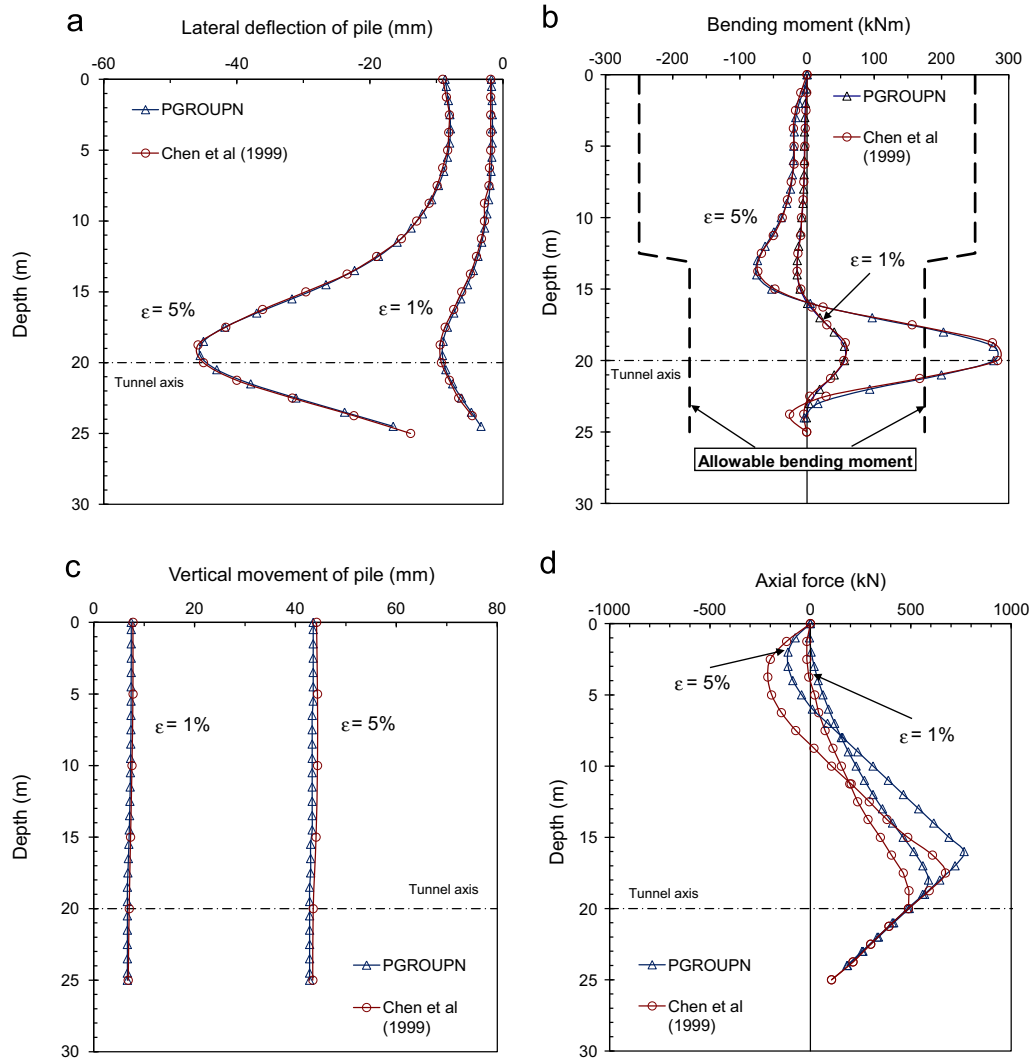 a
Lateral deflection of pile (mm)
-60 -40 -20 0
0
5
10
15
20
25
30
Depth (m)
PGROUPN
Chen et al (1999)
ε = 5%
ε = 1%
Tunnel axis
b
Bending moment (kNm)
-300 -200 -100 0 100 200 300
0
5
10
15
20
25
30
Depth (m)
PGROUPN
Chen et al
(1999)
ε = 5%
ε = 1%
Tunnel axis
Allowable bending moment
c
Vertical movement of pile (mm)
0 20 40 60 80
0
5
10
15
20
25
30
Depth (m)
ε = 1%
ε = 5%
Tunnel axis
PGROUPN
Chen et al
(1999)
d
Axial force (kN)
-1000 -500 0 500 1000
0
5
10
15
20
25
30
Depth (m)
ε = 5%
ε = 1%
Tunnel axis
PGROUPN
Chen et al
(1999)